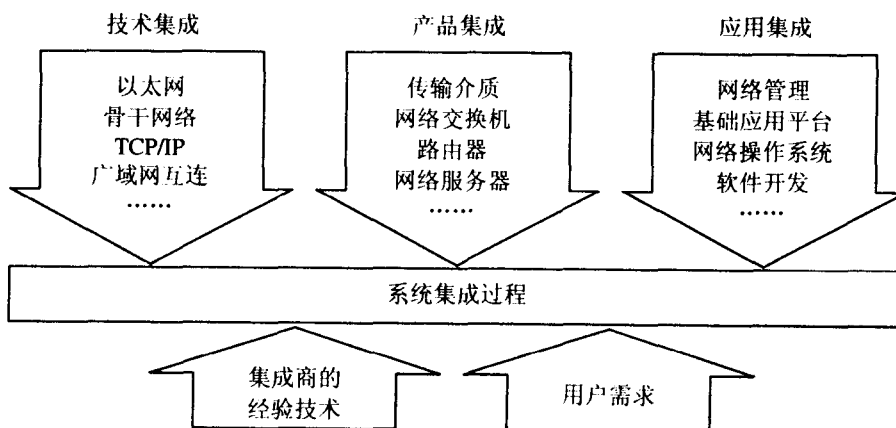 技术集成
产品集成
应用集成
以太网
骨干网络
TCP/IP
广域网互连
……
传输介质
网络交换机
路由器
网络服务器
……
网络管理
基础应用平台
网络操作系统
软件开发
……
系统集成过程
集成商的
经验技术
用户需求